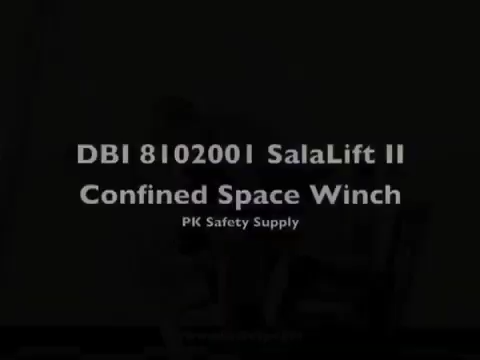 DBI 8102001 SalaLift II
Confined Space Winch
PK Safety Supply